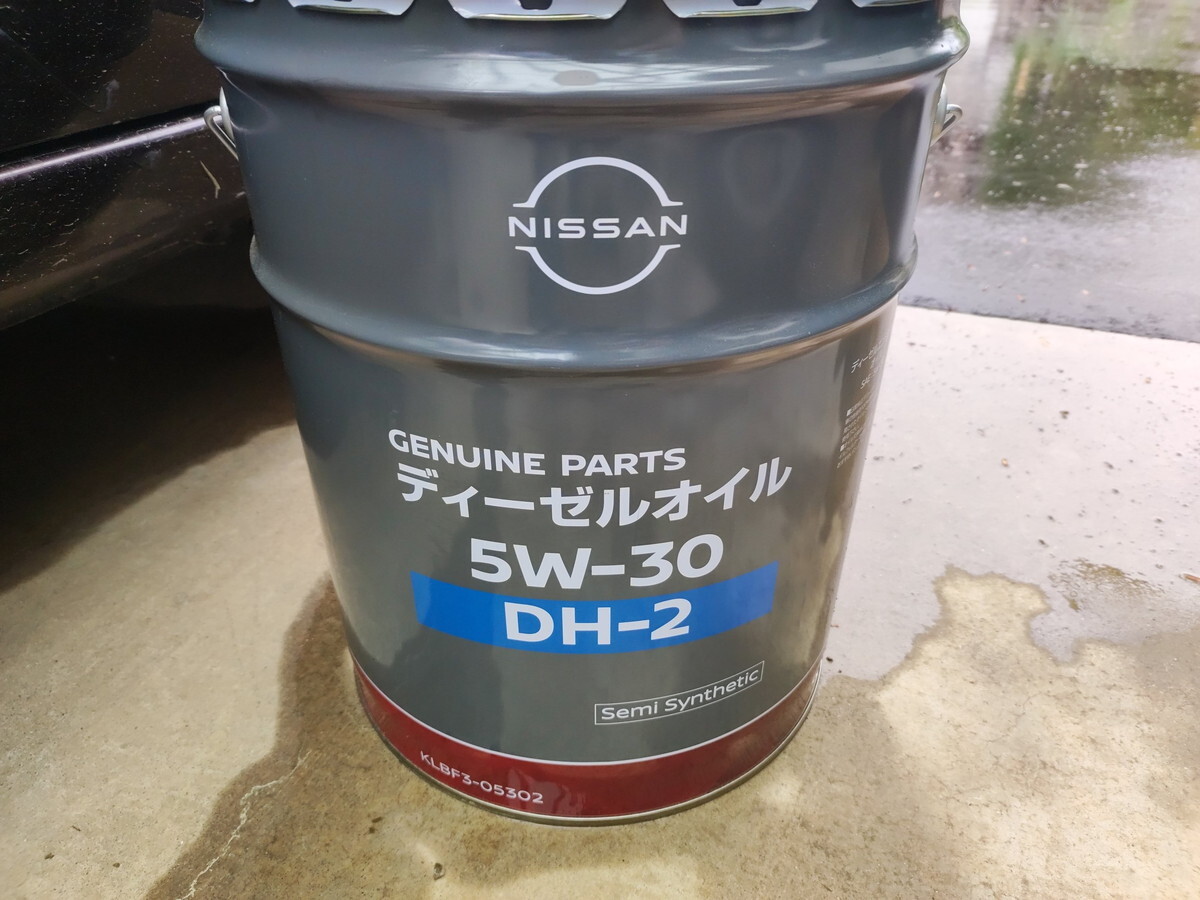 NISSAN
GENUINE PARTS
ディーゼルオイル
5W-30
DH-2
Semi Synthetic
KLBF3-05302